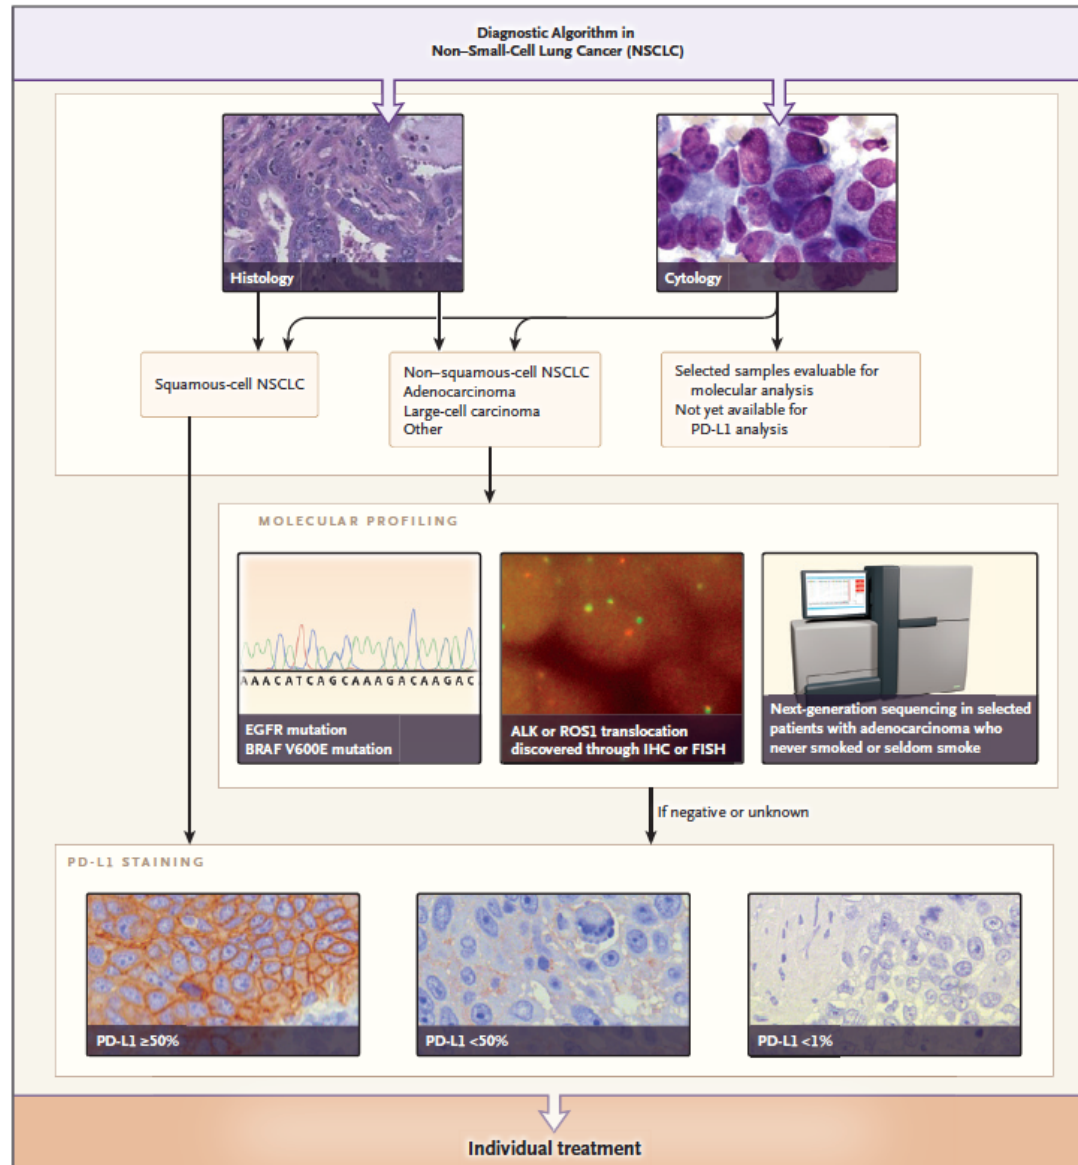 Diagnostic Algorithm in
Non–Small-Cell Lung Cancer (NSCLC)
Histology
Cytology
Squamous-cell NSCLC
Non–squamous-cell NSCLC
Adenocarcinoma
Large-cell carcinoma
Other
Selected samples evaluable for
molecular analysis
Not yet available for
PD-L1 analysis
MOLECULAR PROFILING
AAACATCAGCAAAGACAAGAC
EGFR mutation
BRAF V600E mutation
ALK or ROS1 translocation
discovered through IHC or FISH
Next-generation sequencing in selected
patients with adenocarcinoma who
never smoked or seldom smoke
If negative or unknown
PD-L1 STAINING
PD-L1 ≥50%
PD-L1 <50%
PD-L1 <1%
Individual treatment